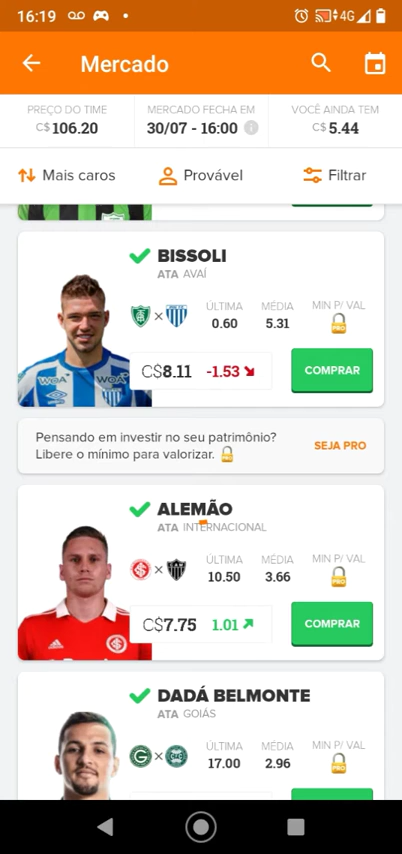 16:19 4G
Mercado
PREÇO DO TIME
C$ 106.20
MERCADO FECHA EM
30/07 - 16:00
VOCÊ AINDA TEM
C$ 5.44
Mais caros
Provável
Filtrar
BISSOLI
ATA AVAÍ
ÚLTIMA MÉDIA MIN P/ VAL
0.60 5.31 PRO
C$8.11 -1.53
COMPRAR
Pensando em investir no seu patrimônio?
Libere o mínimo para valorizar.
SEJA PRO
ALEMÃO
ATA INTERNACIONAL
ÚLTIMA MÉDIA MIN P/ VAL
10.50 3.66 PRO
C$7.75 1.01
COMPRAR
DADÁ BELMONTE
ATA GOIÁS
ÚLTIMA MÉDIA MIN P/ VAL
17.00 2.96 PRO